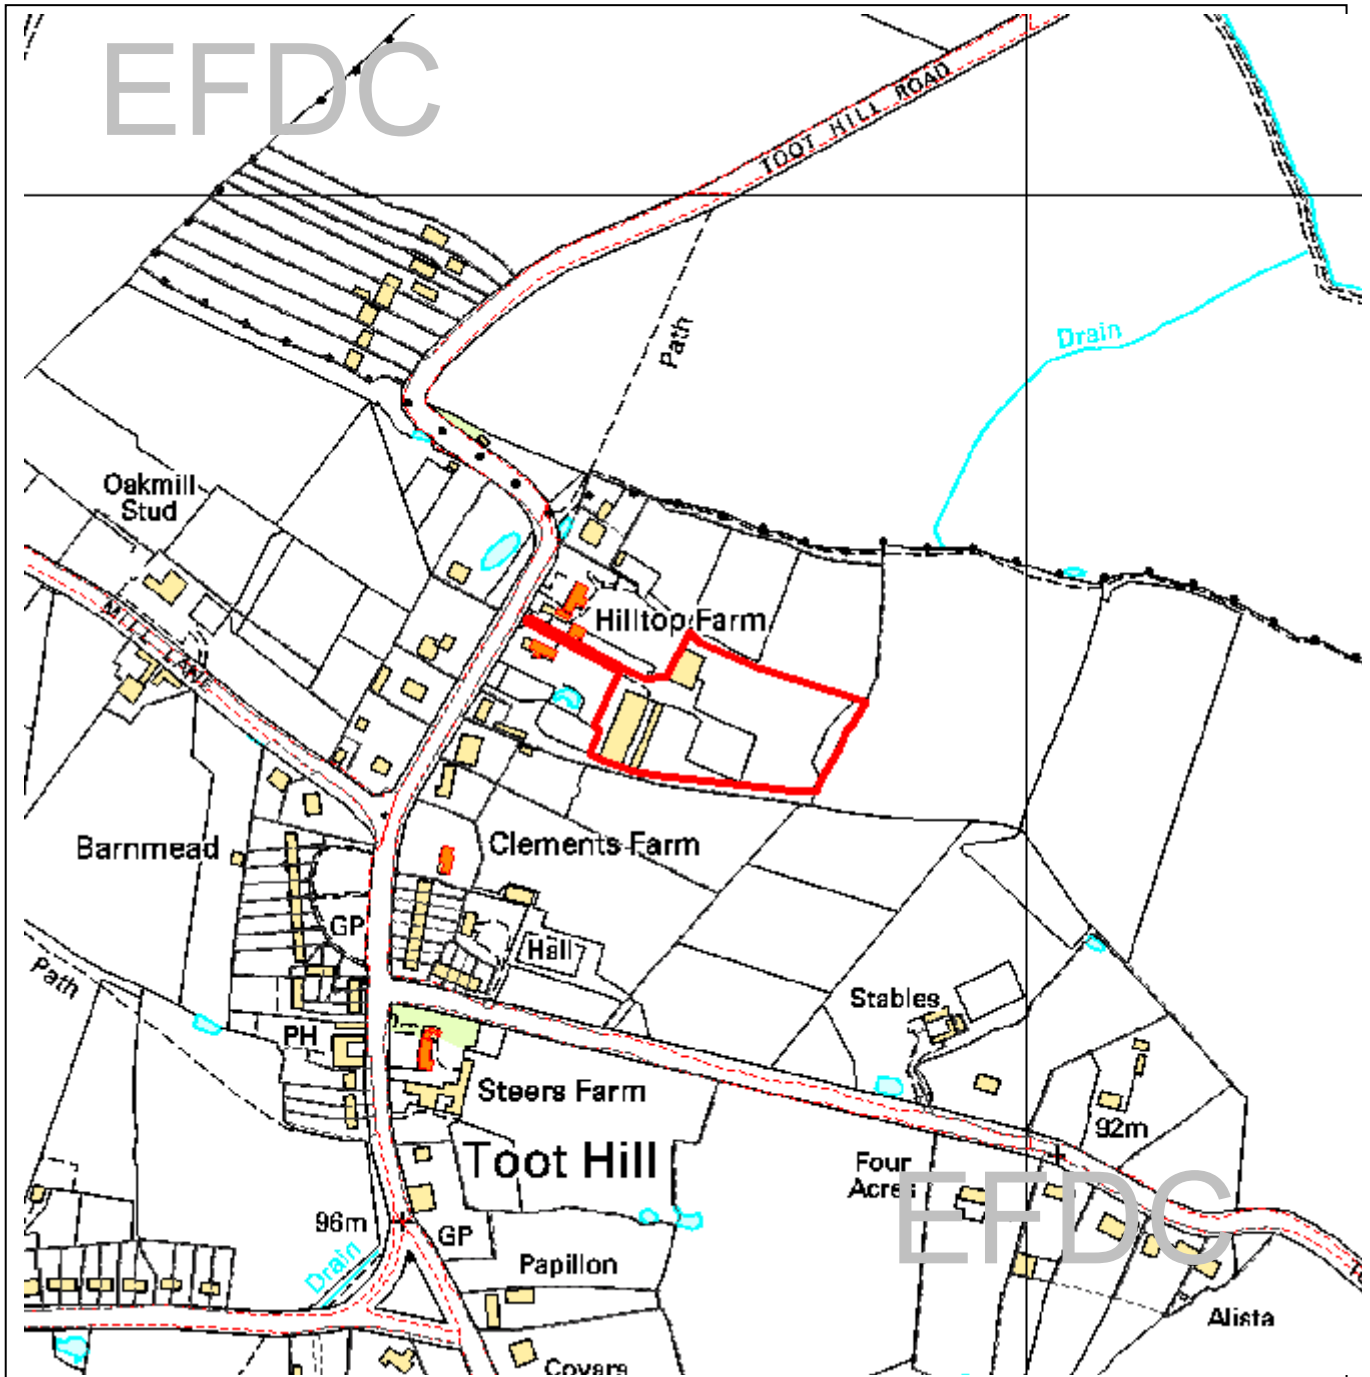 EFDC
TOOT HILL ROAD
Path
Drain
Oakmill
Stud
MILL LANE
Hilltop Farm
Barnmead
Clements Farm
GP
Hall
Path
Stables
PH
Steers Farm
92m
Toot Hill
Four
Acres
EFDC
96m
GP
Drain
Papillon
Alista
Covars